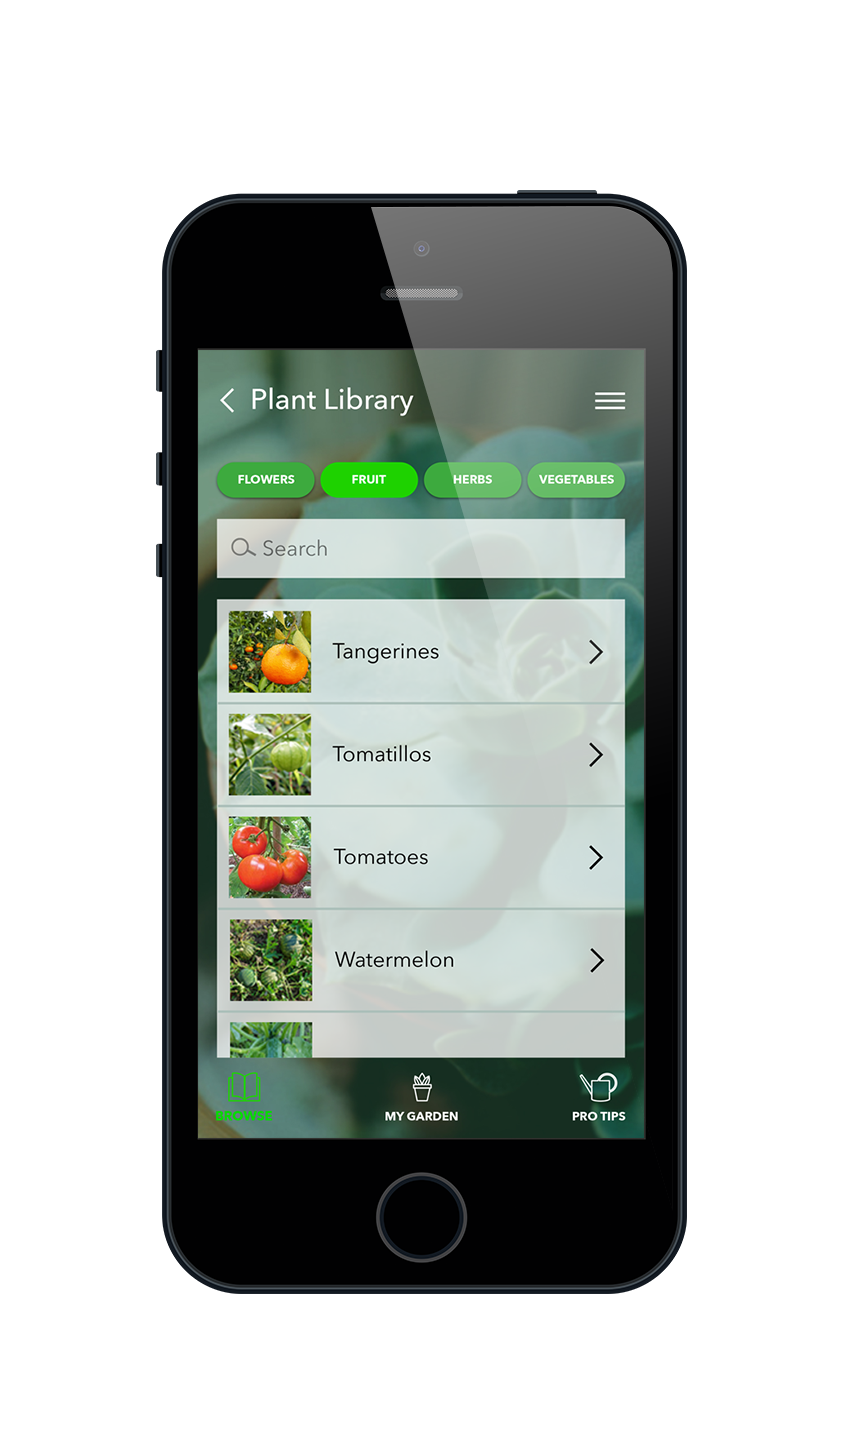 Plant Library
FLOWERS FRUIT HERBS VEGETABLES
Search
Tangerines
Tomatillos
Tomatoes
Watermelon
BROWSE MY GARDEN PRO TIPS